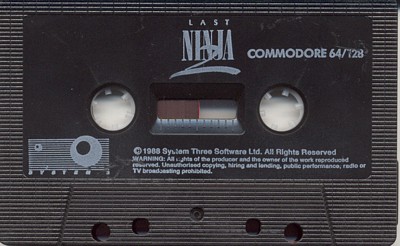 LAST
NINJA
2
COMMODORE 64/128
SYSTEM 3
© 1988 System Three Software Ltd. All Rights Reserved
WARNING: All rights of the producer and the owner of the work reproduced
reserved. Unauthorised copying, hiring and lending, public performance, radio or
TV broadcasting prohibited.